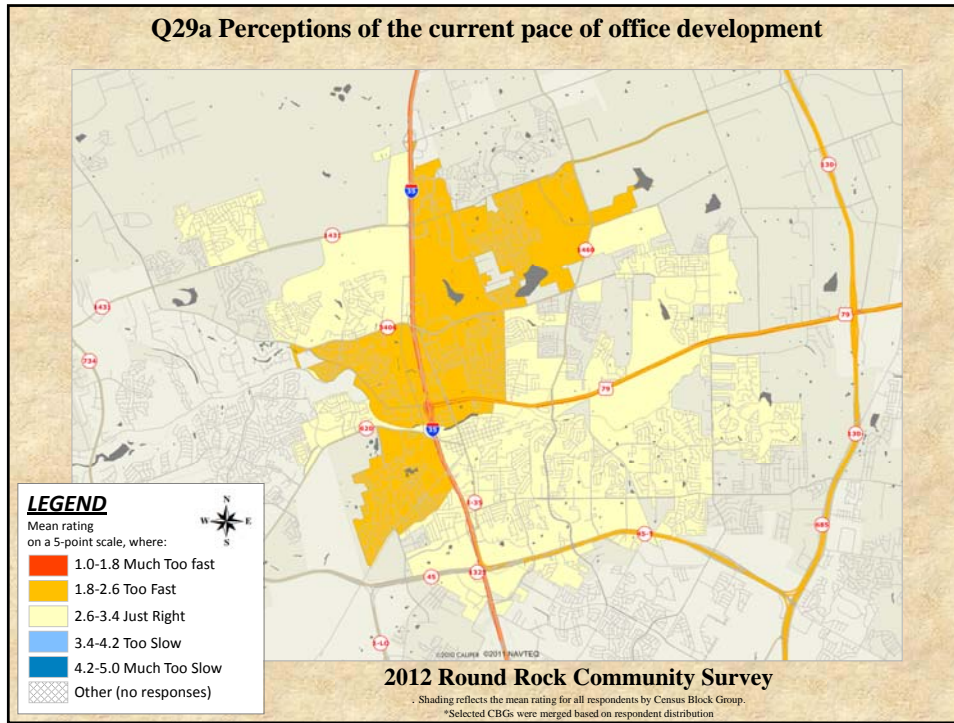 Q29a Perceptions of the current pace of office development
35
130
1431
1460
1431
3406
79
734
79
620
35
130
I-35
685
45-T
45
1325
I-LO
LEGEND
N
W E
S
Mean rating
on a 5-point scale, where:
1.0-1.8 Much Too fast
1.8-2.6 Too Fast
2.6-3.4 Just Right
3.4-4.2 Too Slow
4.2-5.0 Much Too Slow
Other (no responses)
©2010 CALIPER ©2011 NAVTEQ
2012 Round Rock Community Survey
. Shading reflects the mean rating for all respondents by Census Block Group.
*Selected CBGs were merged based on respondent distribution